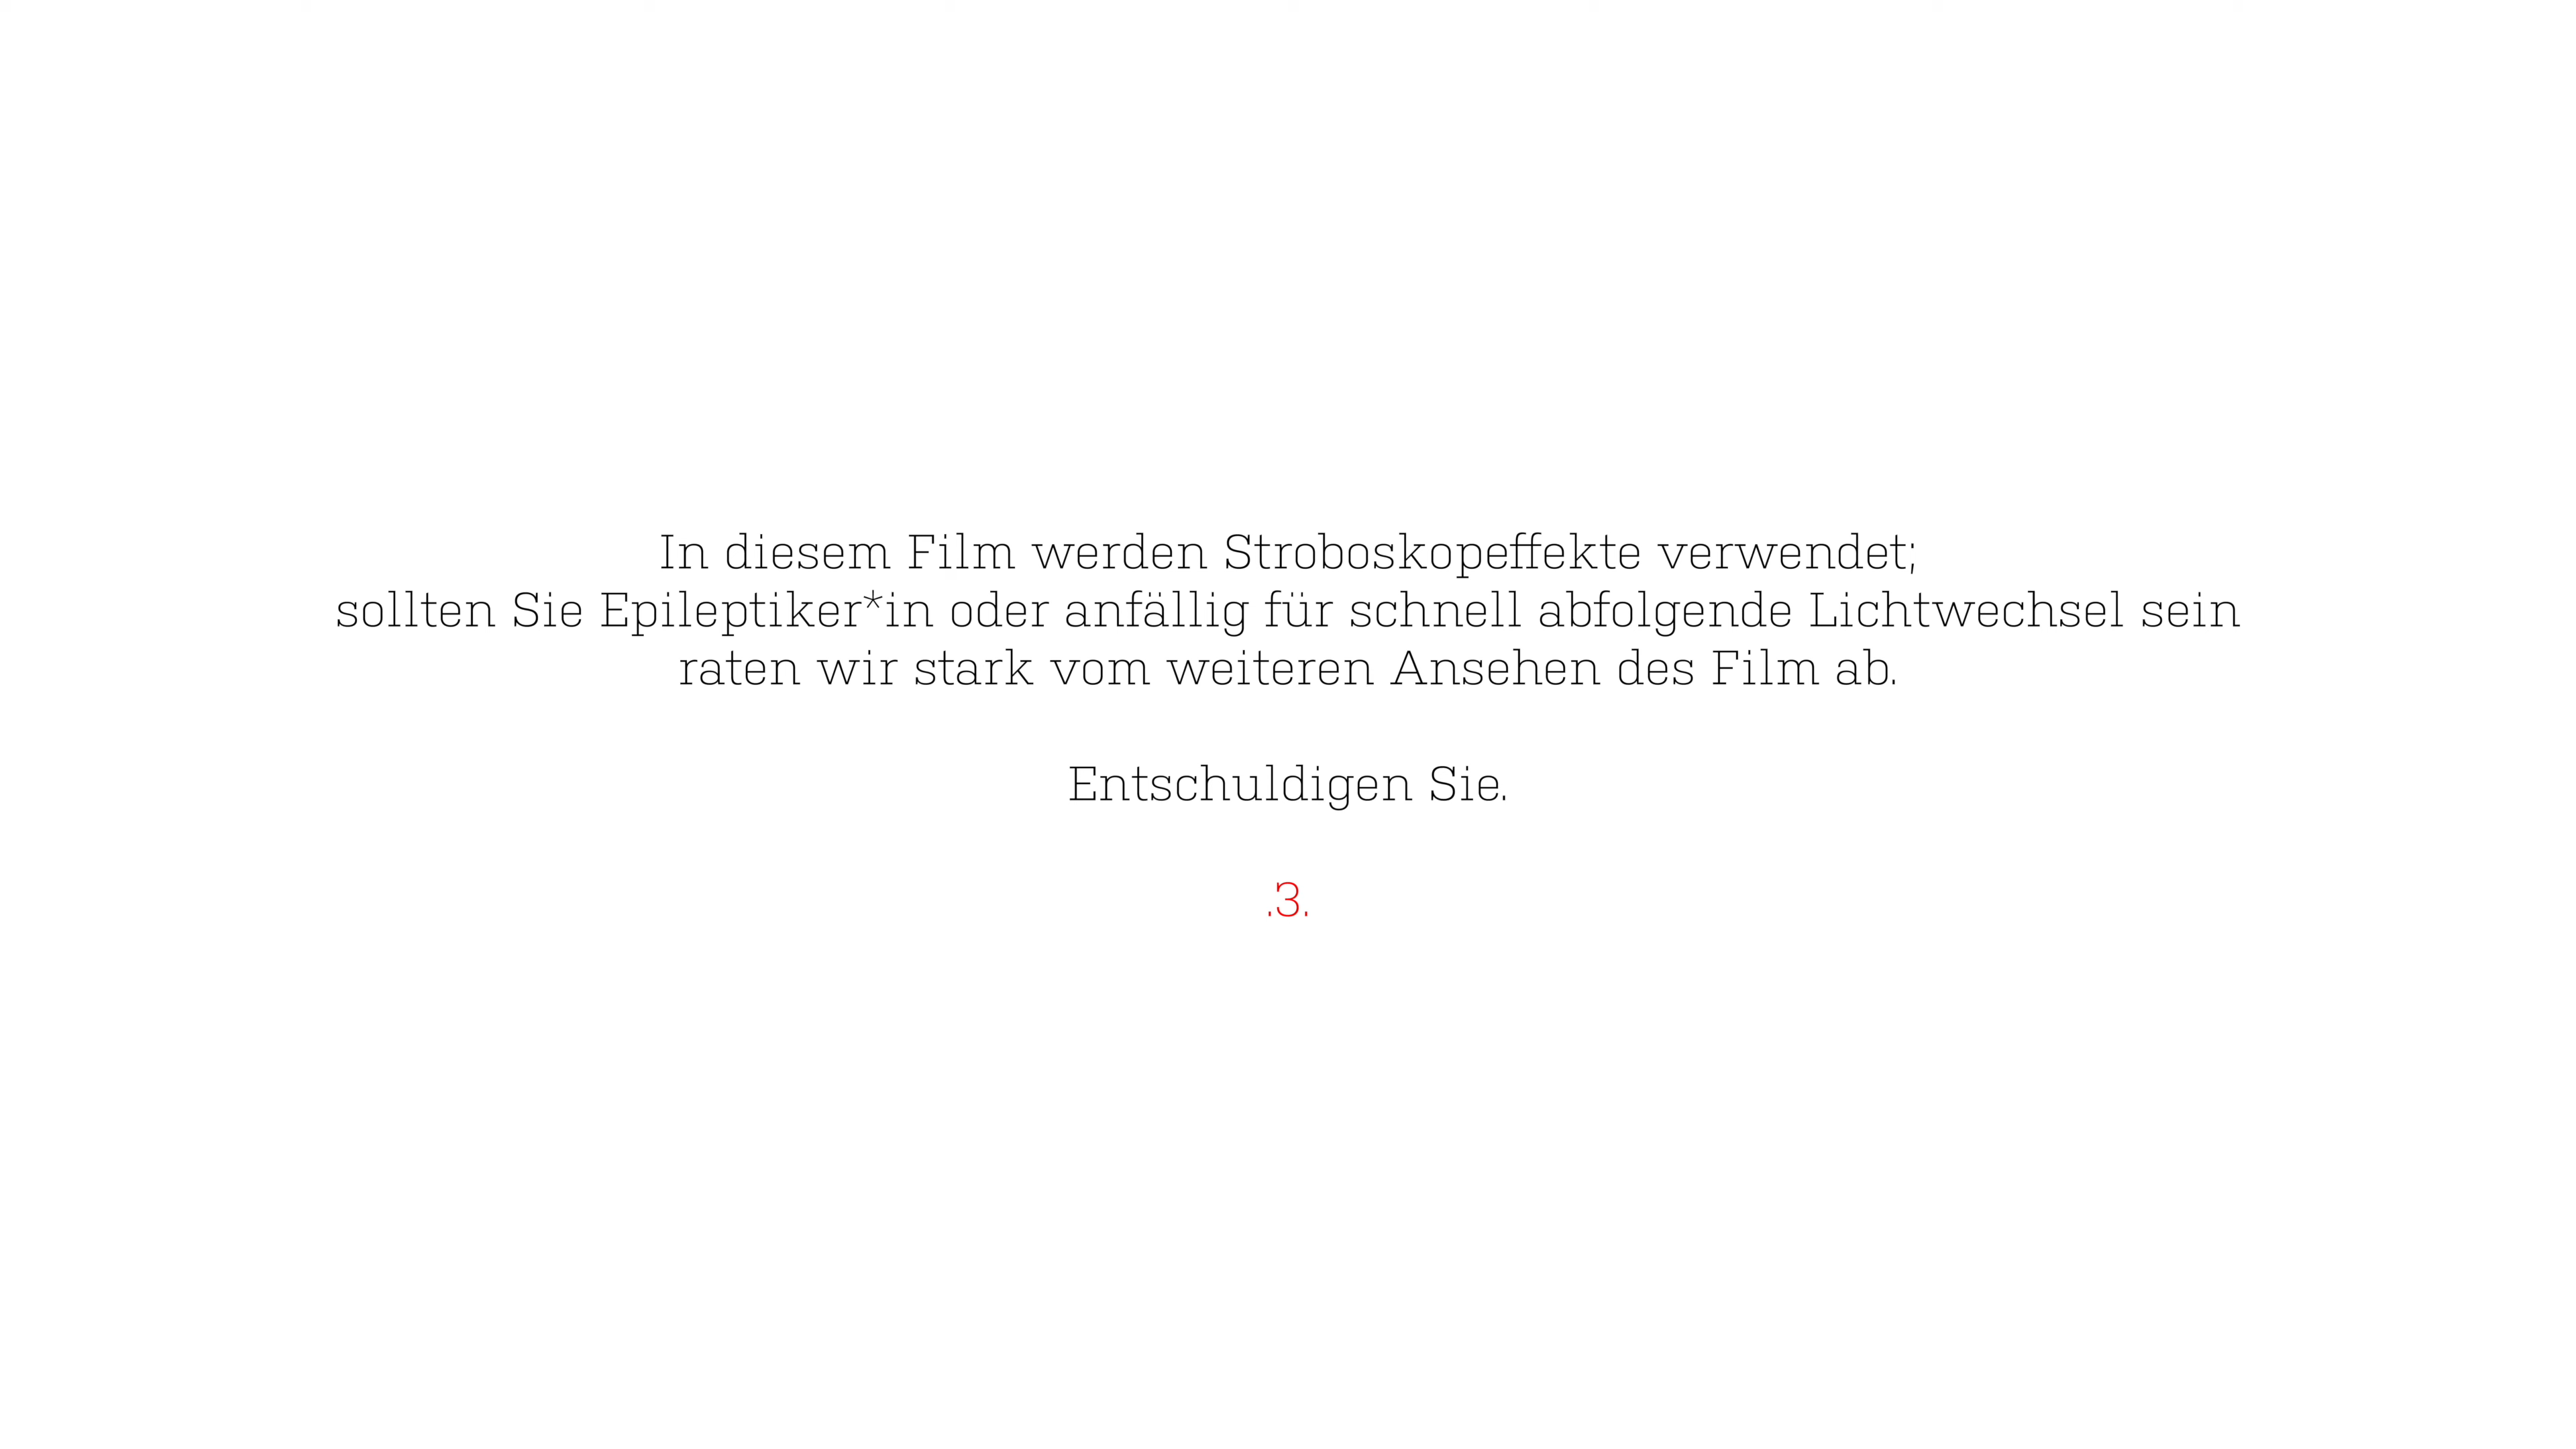 In diesem Film werden Stroboskopeffekte verwendet;
sollten Sie Epileptiker*in oder anfällig für schnell abfolgende Lichtwechsel sein
raten wir stark vom weiteren Ansehen des Film ab.
Entschuldigen Sie.
.3.